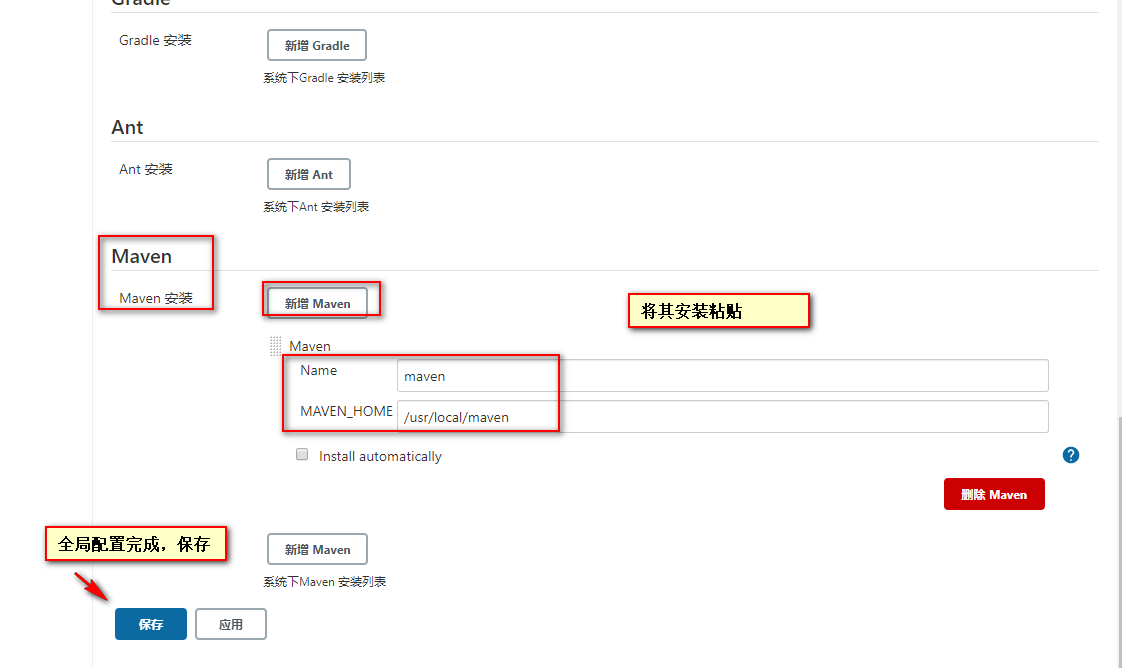 Gradle
Gradle 安装
新增 Gradle
系统下Gradle 安装列表
Ant
Ant 安装
新增 Ant
系统下Ant 安装列表
Maven
Maven 安装
新增 Maven
将其安装粘贴
Maven
Name
maven
MAVEN_HOME
/usr/local/maven
Install automatically
?
删除 Maven
全局配置完成，保存
新增 Maven
系统下Maven 安装列表
保存
应用